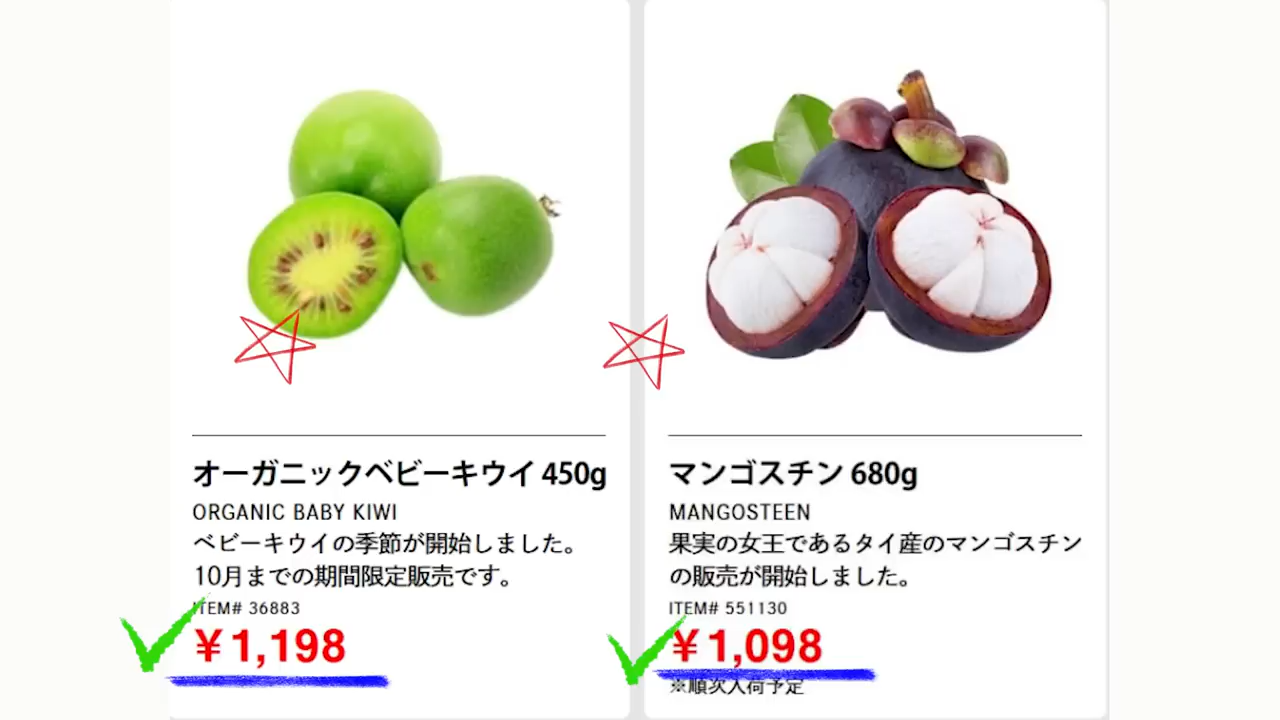 オーガニックベビーキウイ 450g
ORGANIC BABY KIWI
ベビーキウイの季節が開始しました。
10月までの期間限定販売です。
ITEM# 36883
￥1,198
マンゴスチン 680g
MANGOSTEEN
果実の女王であるタイ産のマンゴスチン
の販売が開始しました。
ITEM# 551130
￥1,098
※順次入荷予定